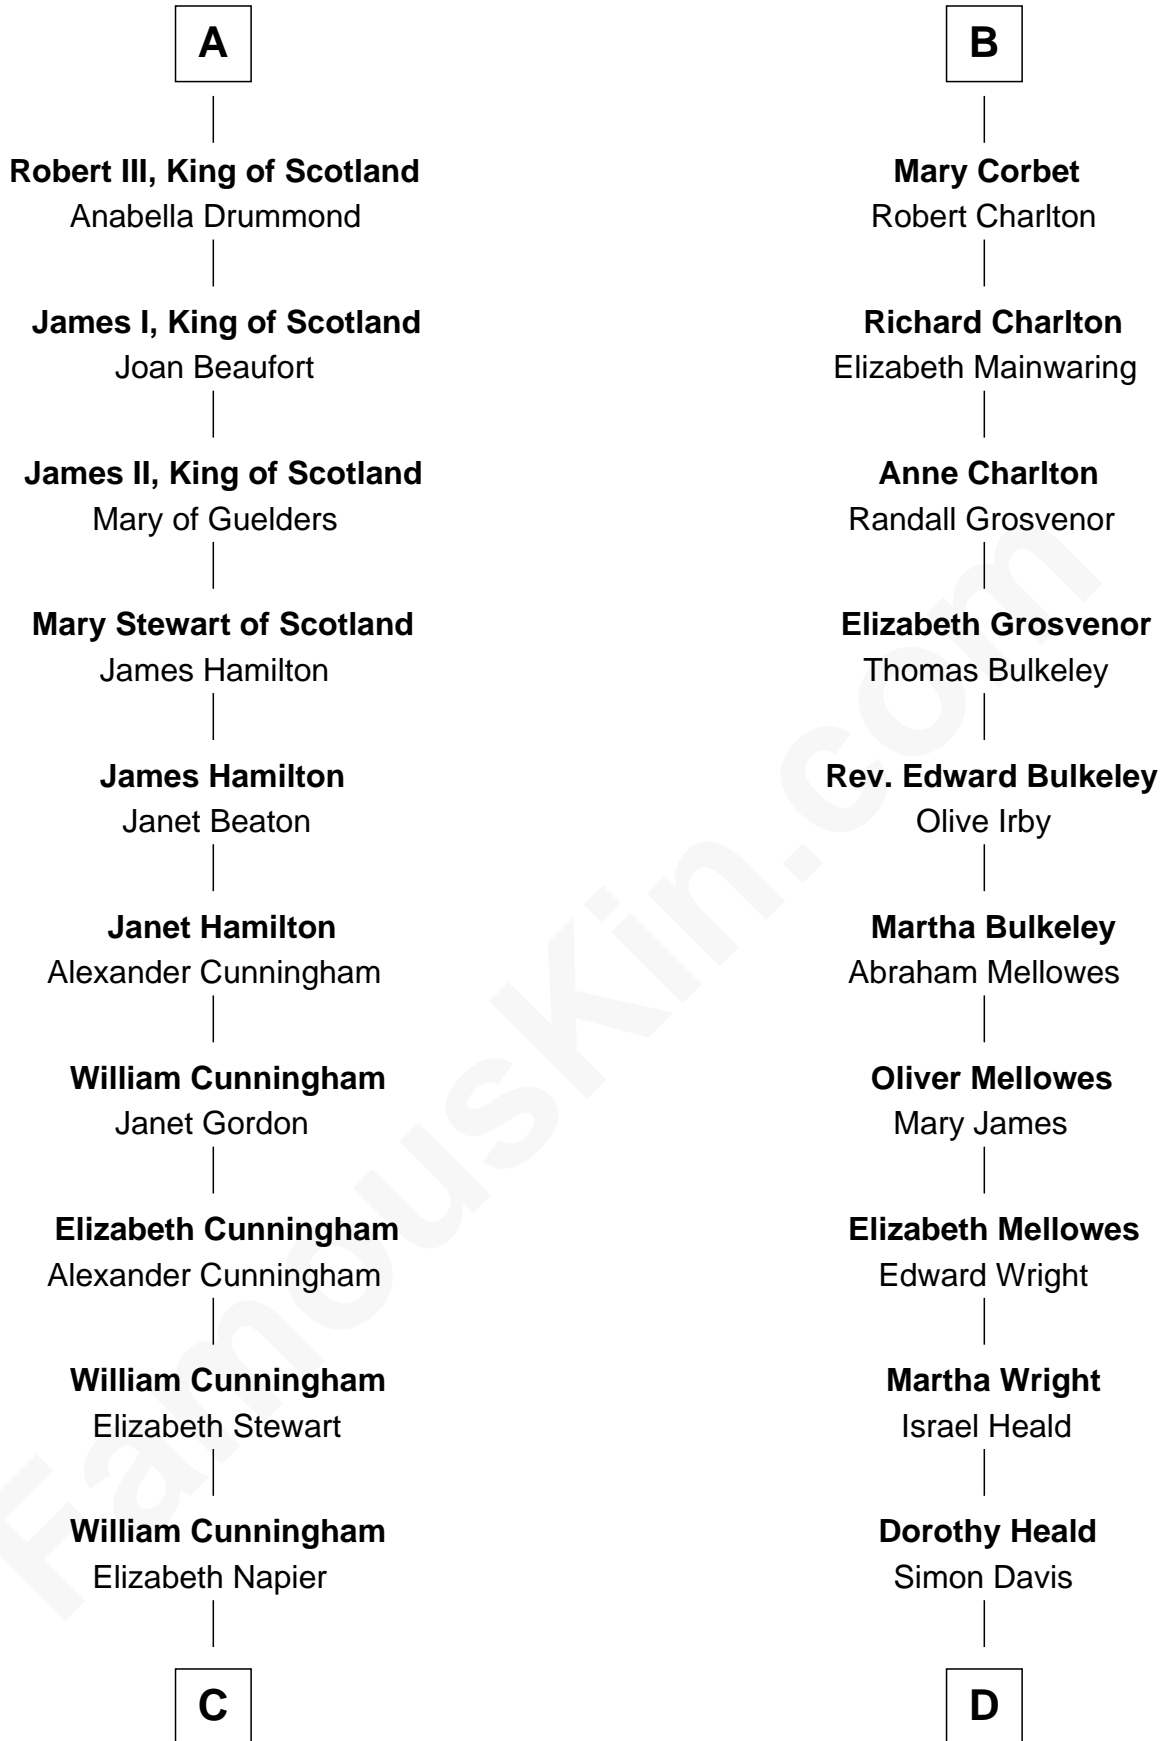 A
Robert III, King of Scotland
Anabella Drummond
James I, King of Scotland
Joan Beaufort
James II, King of Scotland
Mary of Guelders
Mary Stewart of Scotland
James Hamilton
James Hamilton
Janet Beaton
Janet Hamilton
Alexander Cunningham
William Cunningham
Janet Gordon
Elizabeth Cunningham
Alexander Cunningham
William Cunningham
Elizabeth Stewart
William Cunningham
Elizabeth Napier
C
B
Mary Corbet
Robert Charlton
Richard Charlton
Elizabeth Mainwaring
Anne Charlton
Randall Grosvenor
Elizabeth Grosvenor
Thomas Bulkeley
Rev. Edward Bulkeley
Olive Irby
Martha Bulkeley
Abraham Mellowes
Oliver Mellowes
Mary James
Elizabeth Mellowes
Edward Wright
Martha Wright
Israel Heald
Dorothy Heald
Simon Davis
D
FamousKin.com